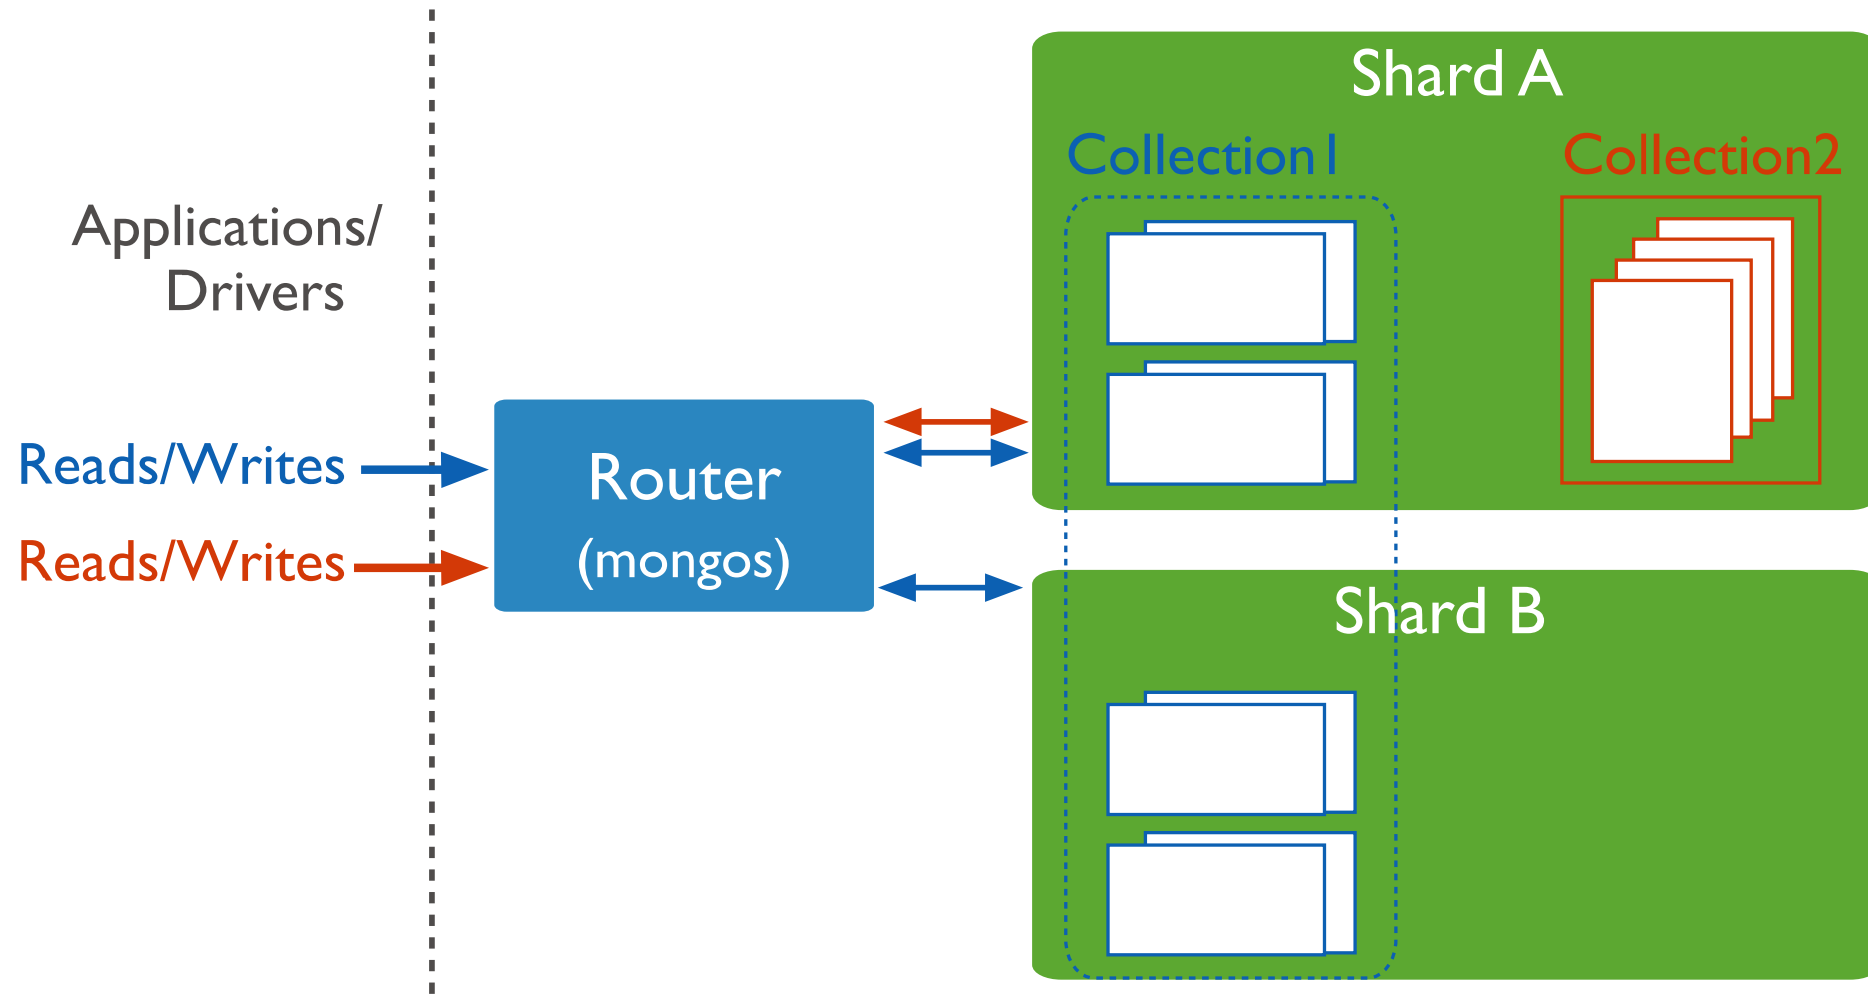 Applications/
Drivers
Reads/Writes
Reads/Writes
Router
(mongos)
Shard A
Collection1
Collection2
Shard B